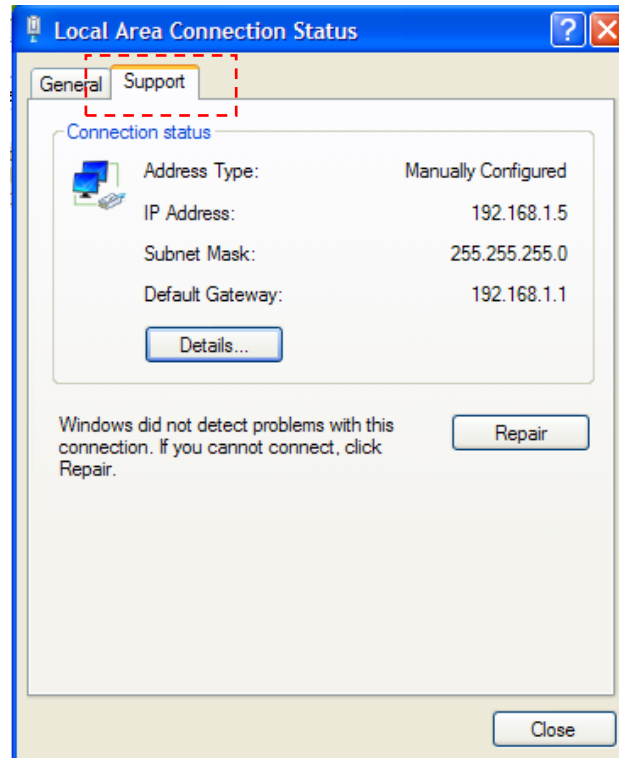 Local Area Connection Status
General Support
Connection status
Address Type: Manually Configured
IP Address: 192.168.1.5
Subnet Mask: 255.255.255.0
Default Gateway: 192.168.1.1
Details...
Windows did not detect problems with this
connection. If you cannot connect, click
Repair.
Repair
Close